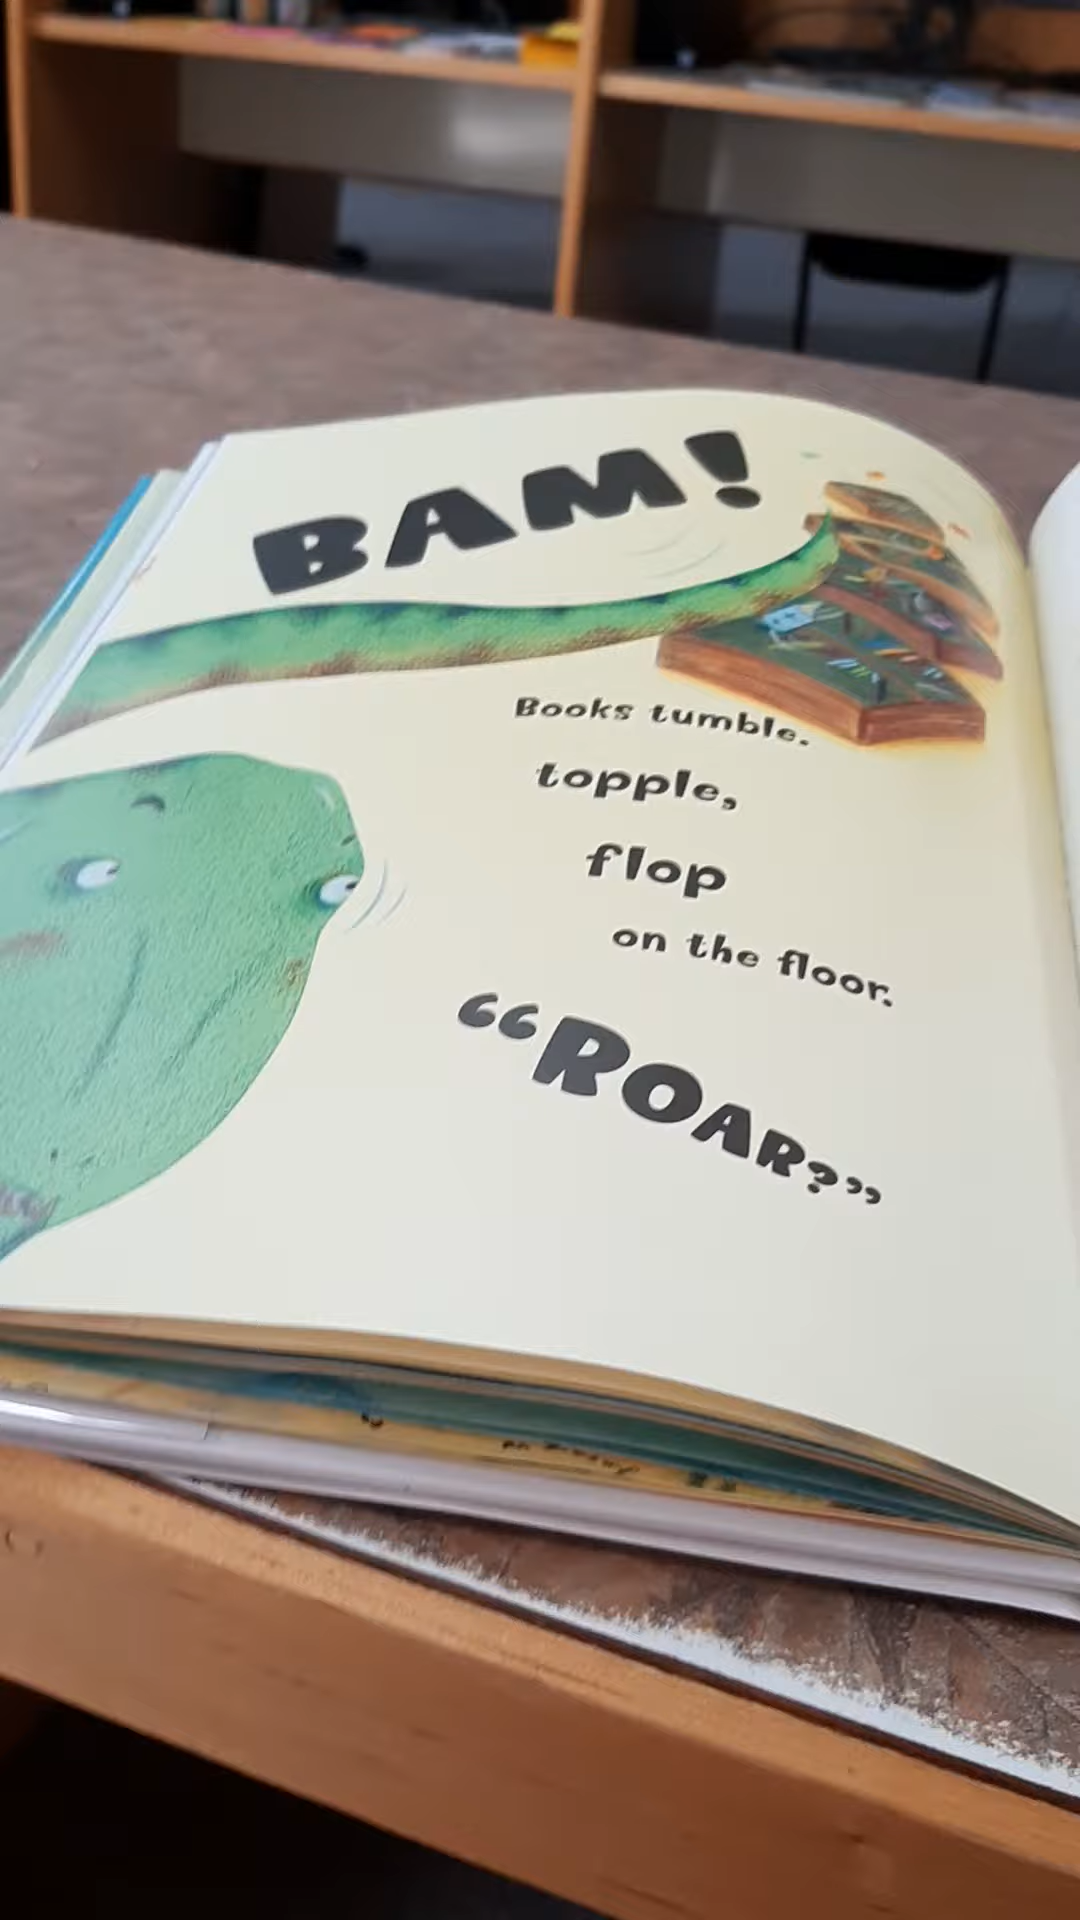 BAM!
Books tumble.
topple,
flop
on the floor.
“ROAR?”